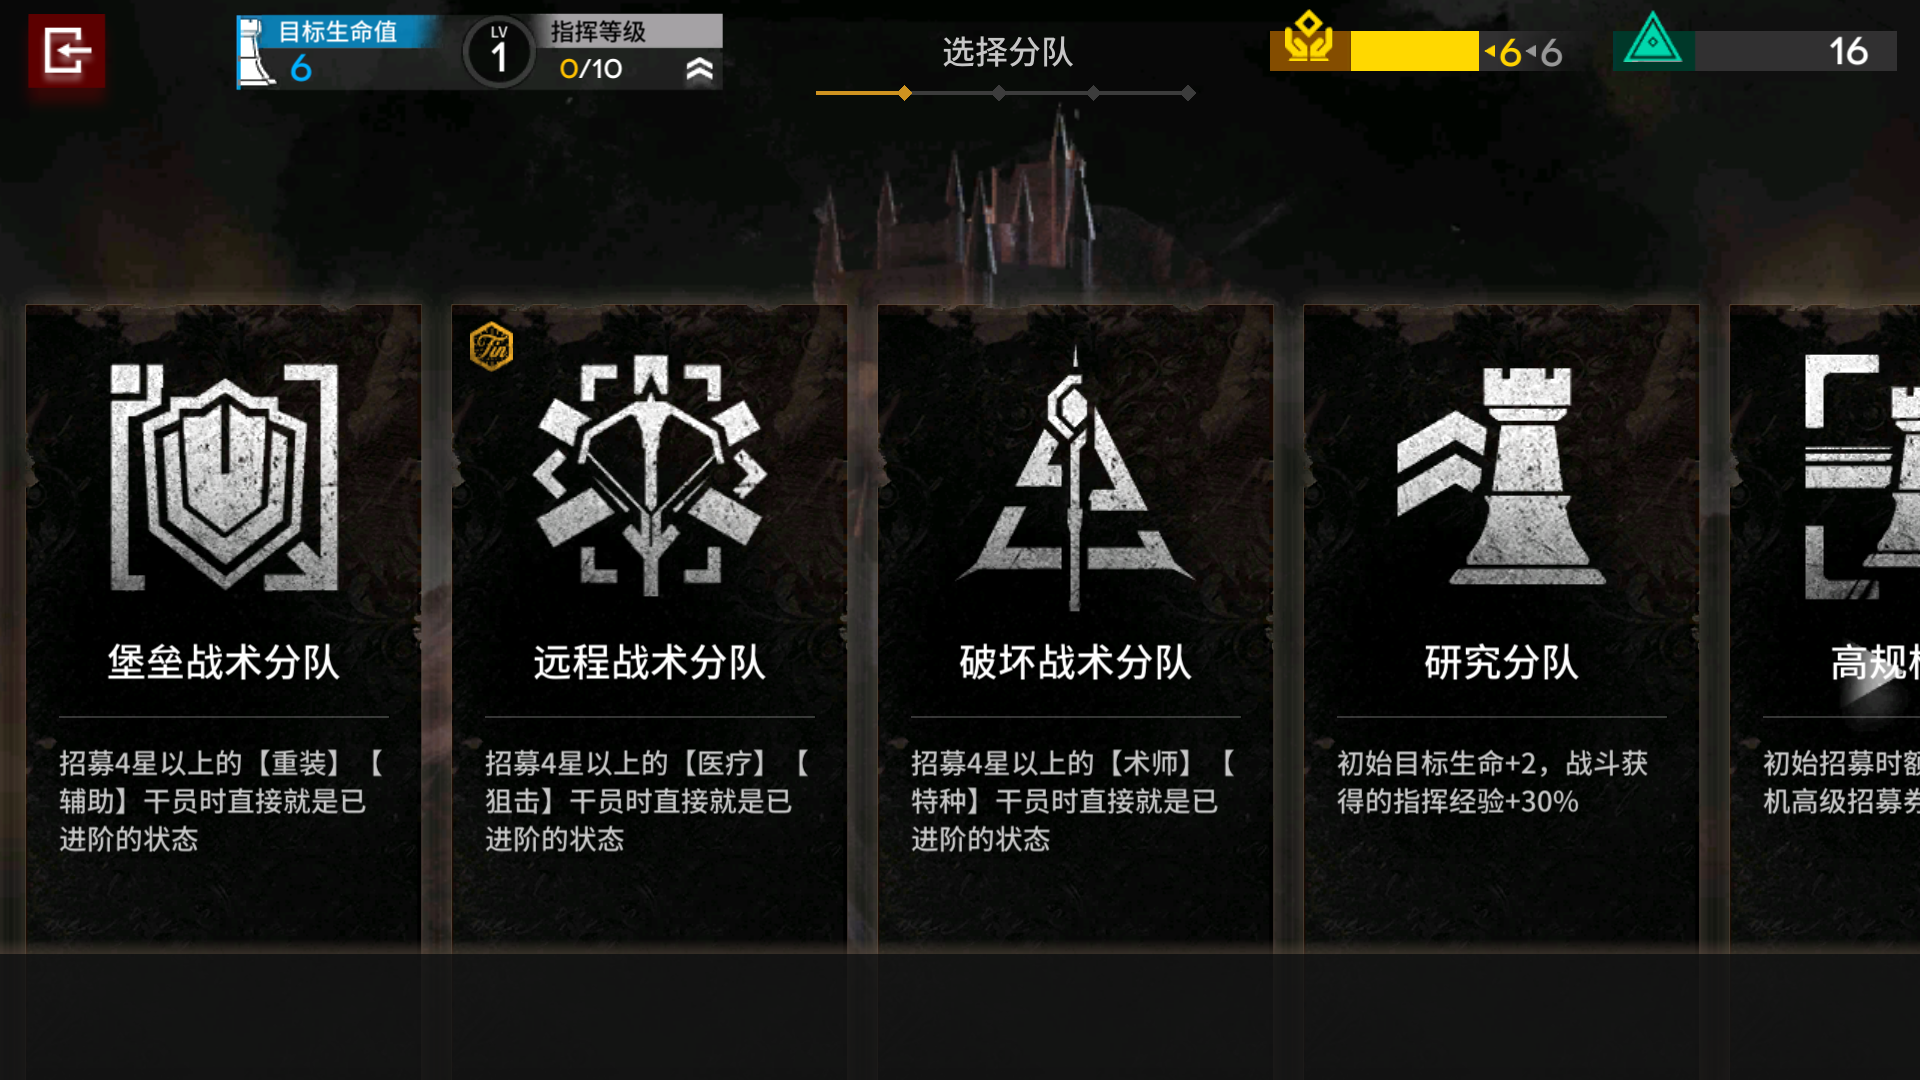 目标生命值
6
LV
1
指挥等级
0/10
选择分队
6 6
16
Fin
堡垒战术分队
招募4星以上的【重装】【
辅助】干员时直接就是已
进阶的状态
远程战术分队
招募4星以上的【医疗】【
狙击】干员时直接就是已
进阶的状态
破坏战术分队
招募4星以上的【术师】【
特种】干员时直接就是已
进阶的状态
研究分队
初始目标生命+2，战斗获
得的指挥经验+30%
高规
初始招募时额
机高级招募券